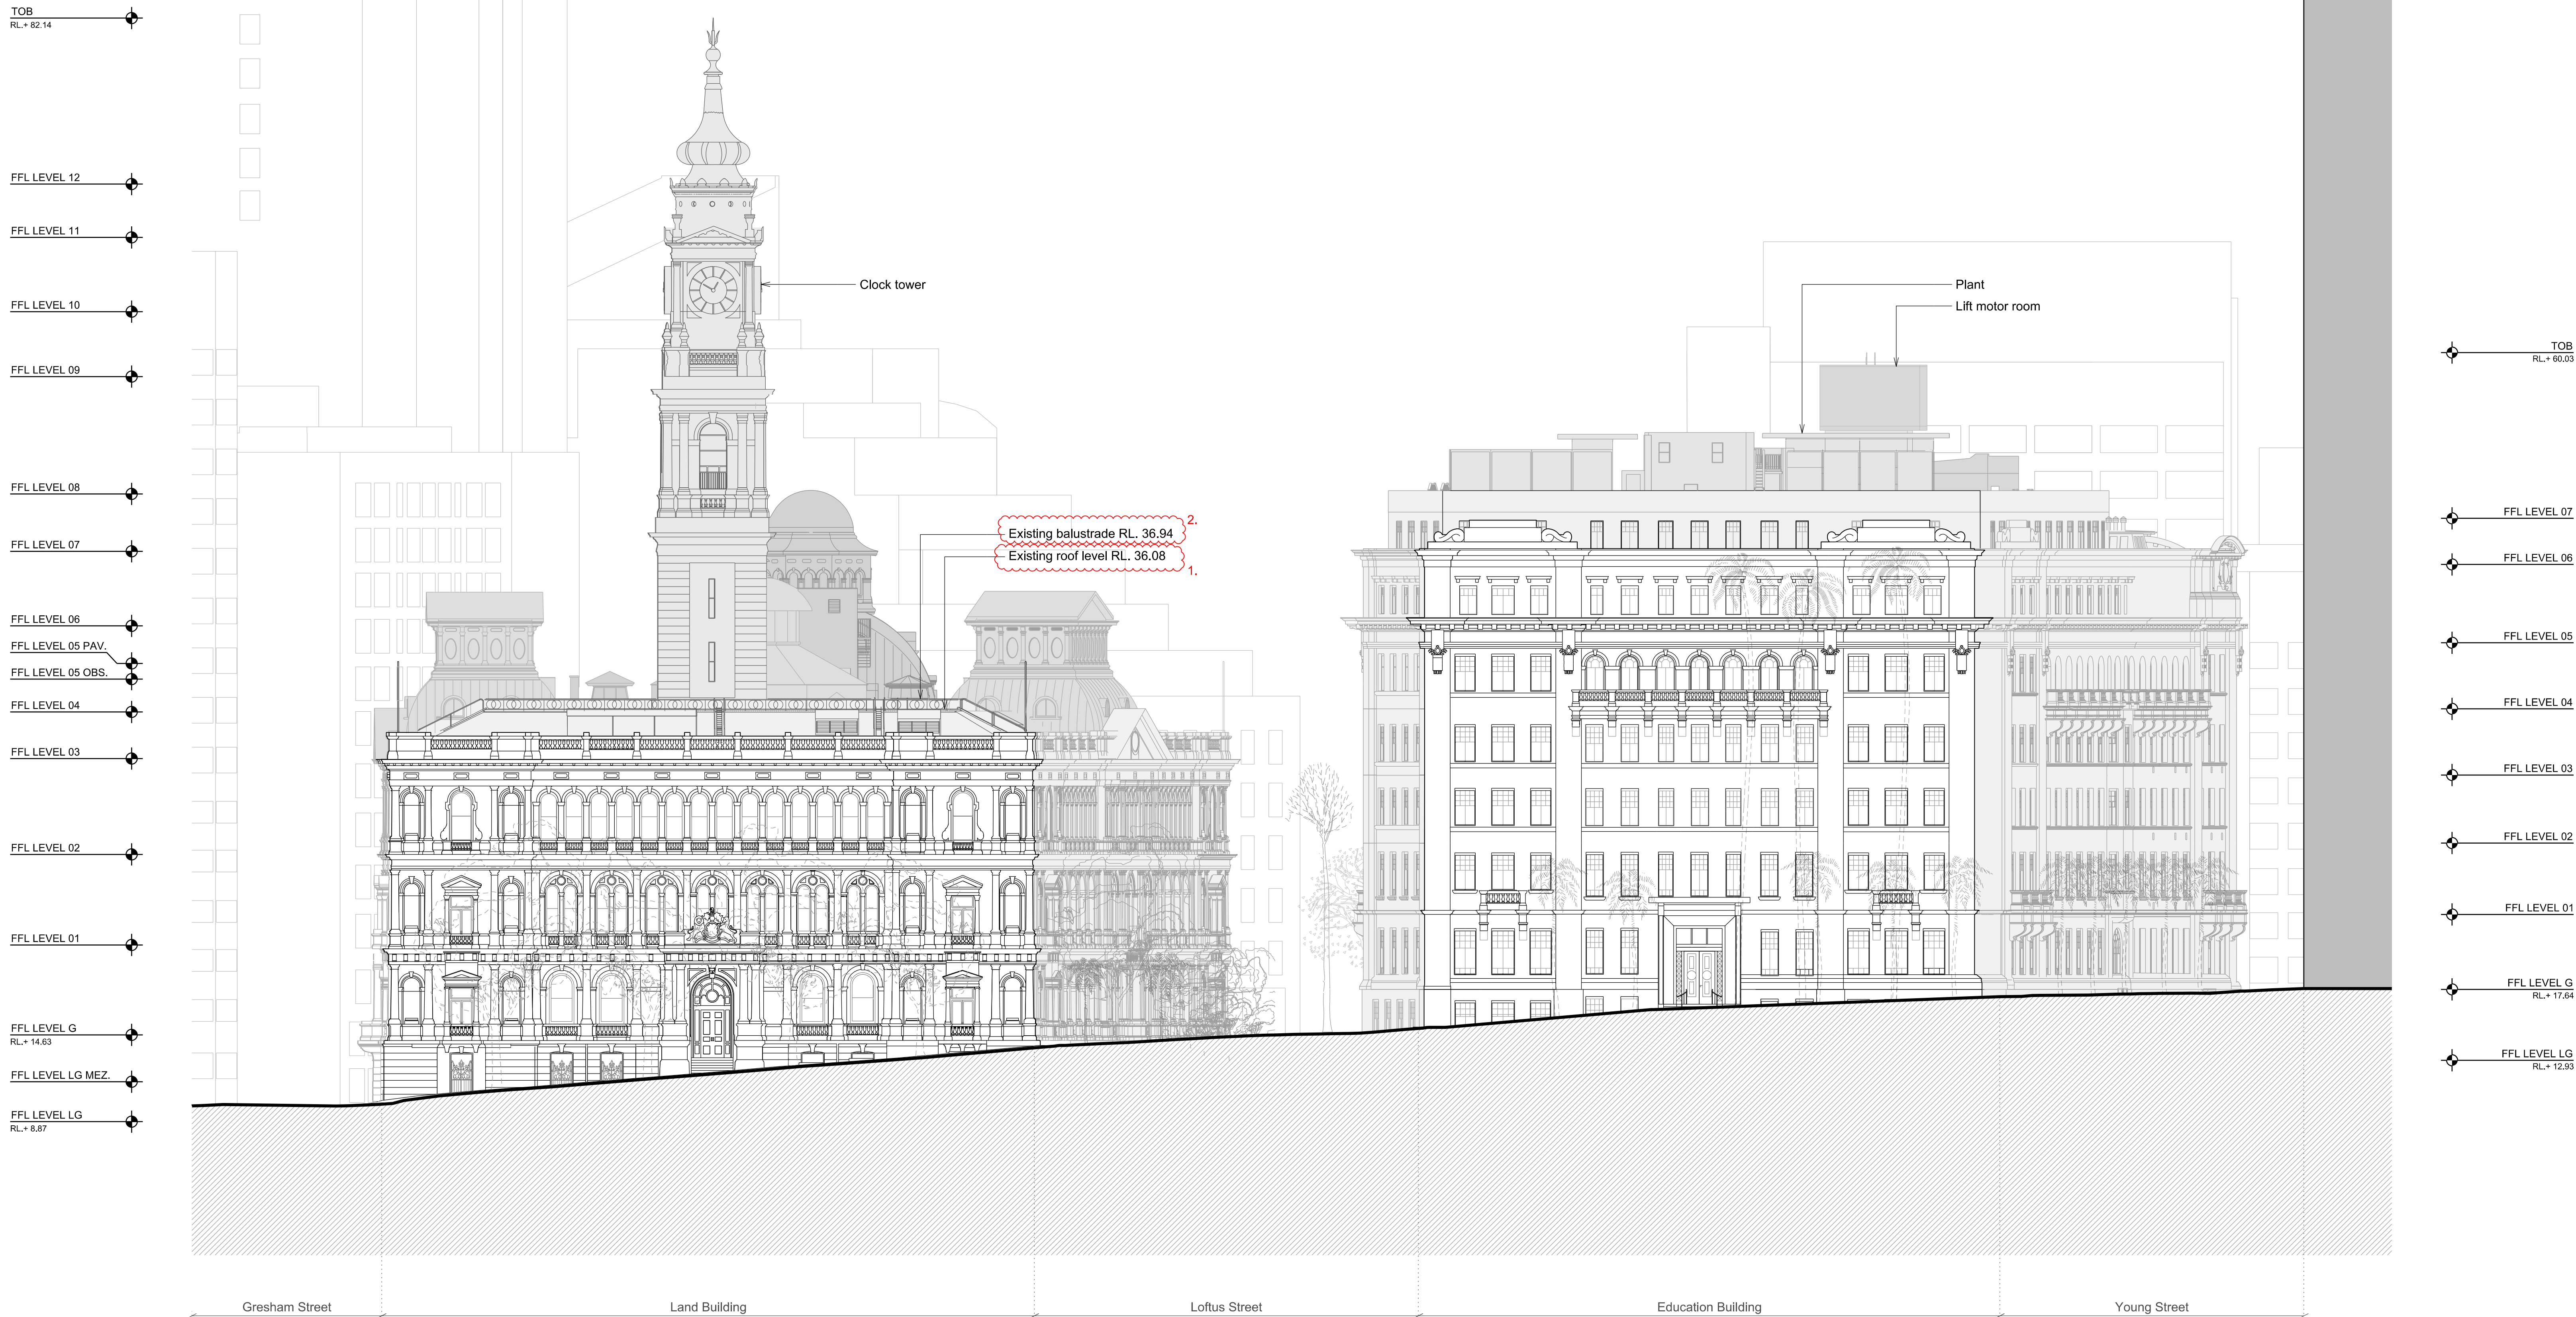 TOB
RL.+ 82.14
FFL LEVEL 12
FFL LEVEL 11
FFL LEVEL 10
FFL LEVEL 09
FFL LEVEL 08
FFL LEVEL 07
FFL LEVEL 06
FFL LEVEL 05 PAV.
FFL LEVEL 05 OBS.
FFL LEVEL 04
FFL LEVEL 03
FFL LEVEL 02
FFL LEVEL 01
FFL LEVEL G
RL.+ 14.63
FFL LEVEL LG MEZ.
FFL LEVEL LG
RL.+ 8.87
Clock tower
2.
Existing balustrade RL. 36.94
Existing roof level RL. 36.08
1.
Plant
Lift motor room
TOB
RL.+ 60.03
FFL LEVEL 07
FFL LEVEL 06
FFL LEVEL 05
FFL LEVEL 04
FFL LEVEL 03
FFL LEVEL 02
FFL LEVEL 01
FFL LEVEL G
RL.+ 17.64
FFL LEVEL LG
RL.+ 12.93
Gresham Street
Land Building
Loftus Street
Education Building
Young Street